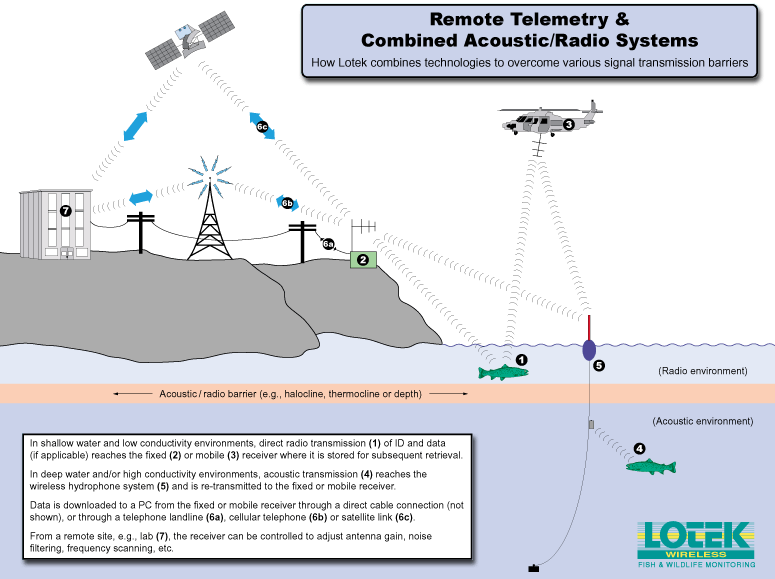 Remote Telemetry &
Combined Acoustic/Radio Systems
How Lotek combines technologies to overcome various signal transmission barriers
3
6c
7
6b
6a
2
1
5
(Radio environment)
Acoustic / radio barrier (e.g., halocline, thermocline or depth)
(Acoustic environment)
4
In shallow water and low conductivity environments, direct radio transmission (1) of ID and data
(if applicable) reaches the fixed (2) or mobile (3) receiver where it is stored for subsequent retrieval.
In deep water and/or high conductivity environments, acoustic transmission (4) reaches the
wireless hydrophone system (5) and is re-transmitted to the fixed or mobile receiver.
Data is downloaded to a PC from the fixed or mobile receiver through a direct cable connection (not
shown), or through a telephone landline (6a), cellular telephone (6b) or satellite link (6c).
From a remote site, e.g., lab (7), the receiver can be controlled to adjust antenna gain, noise
filtering, frequency scanning, etc.
LOTEK
WIRELESS
FISH & WILDLIFE MONITORING